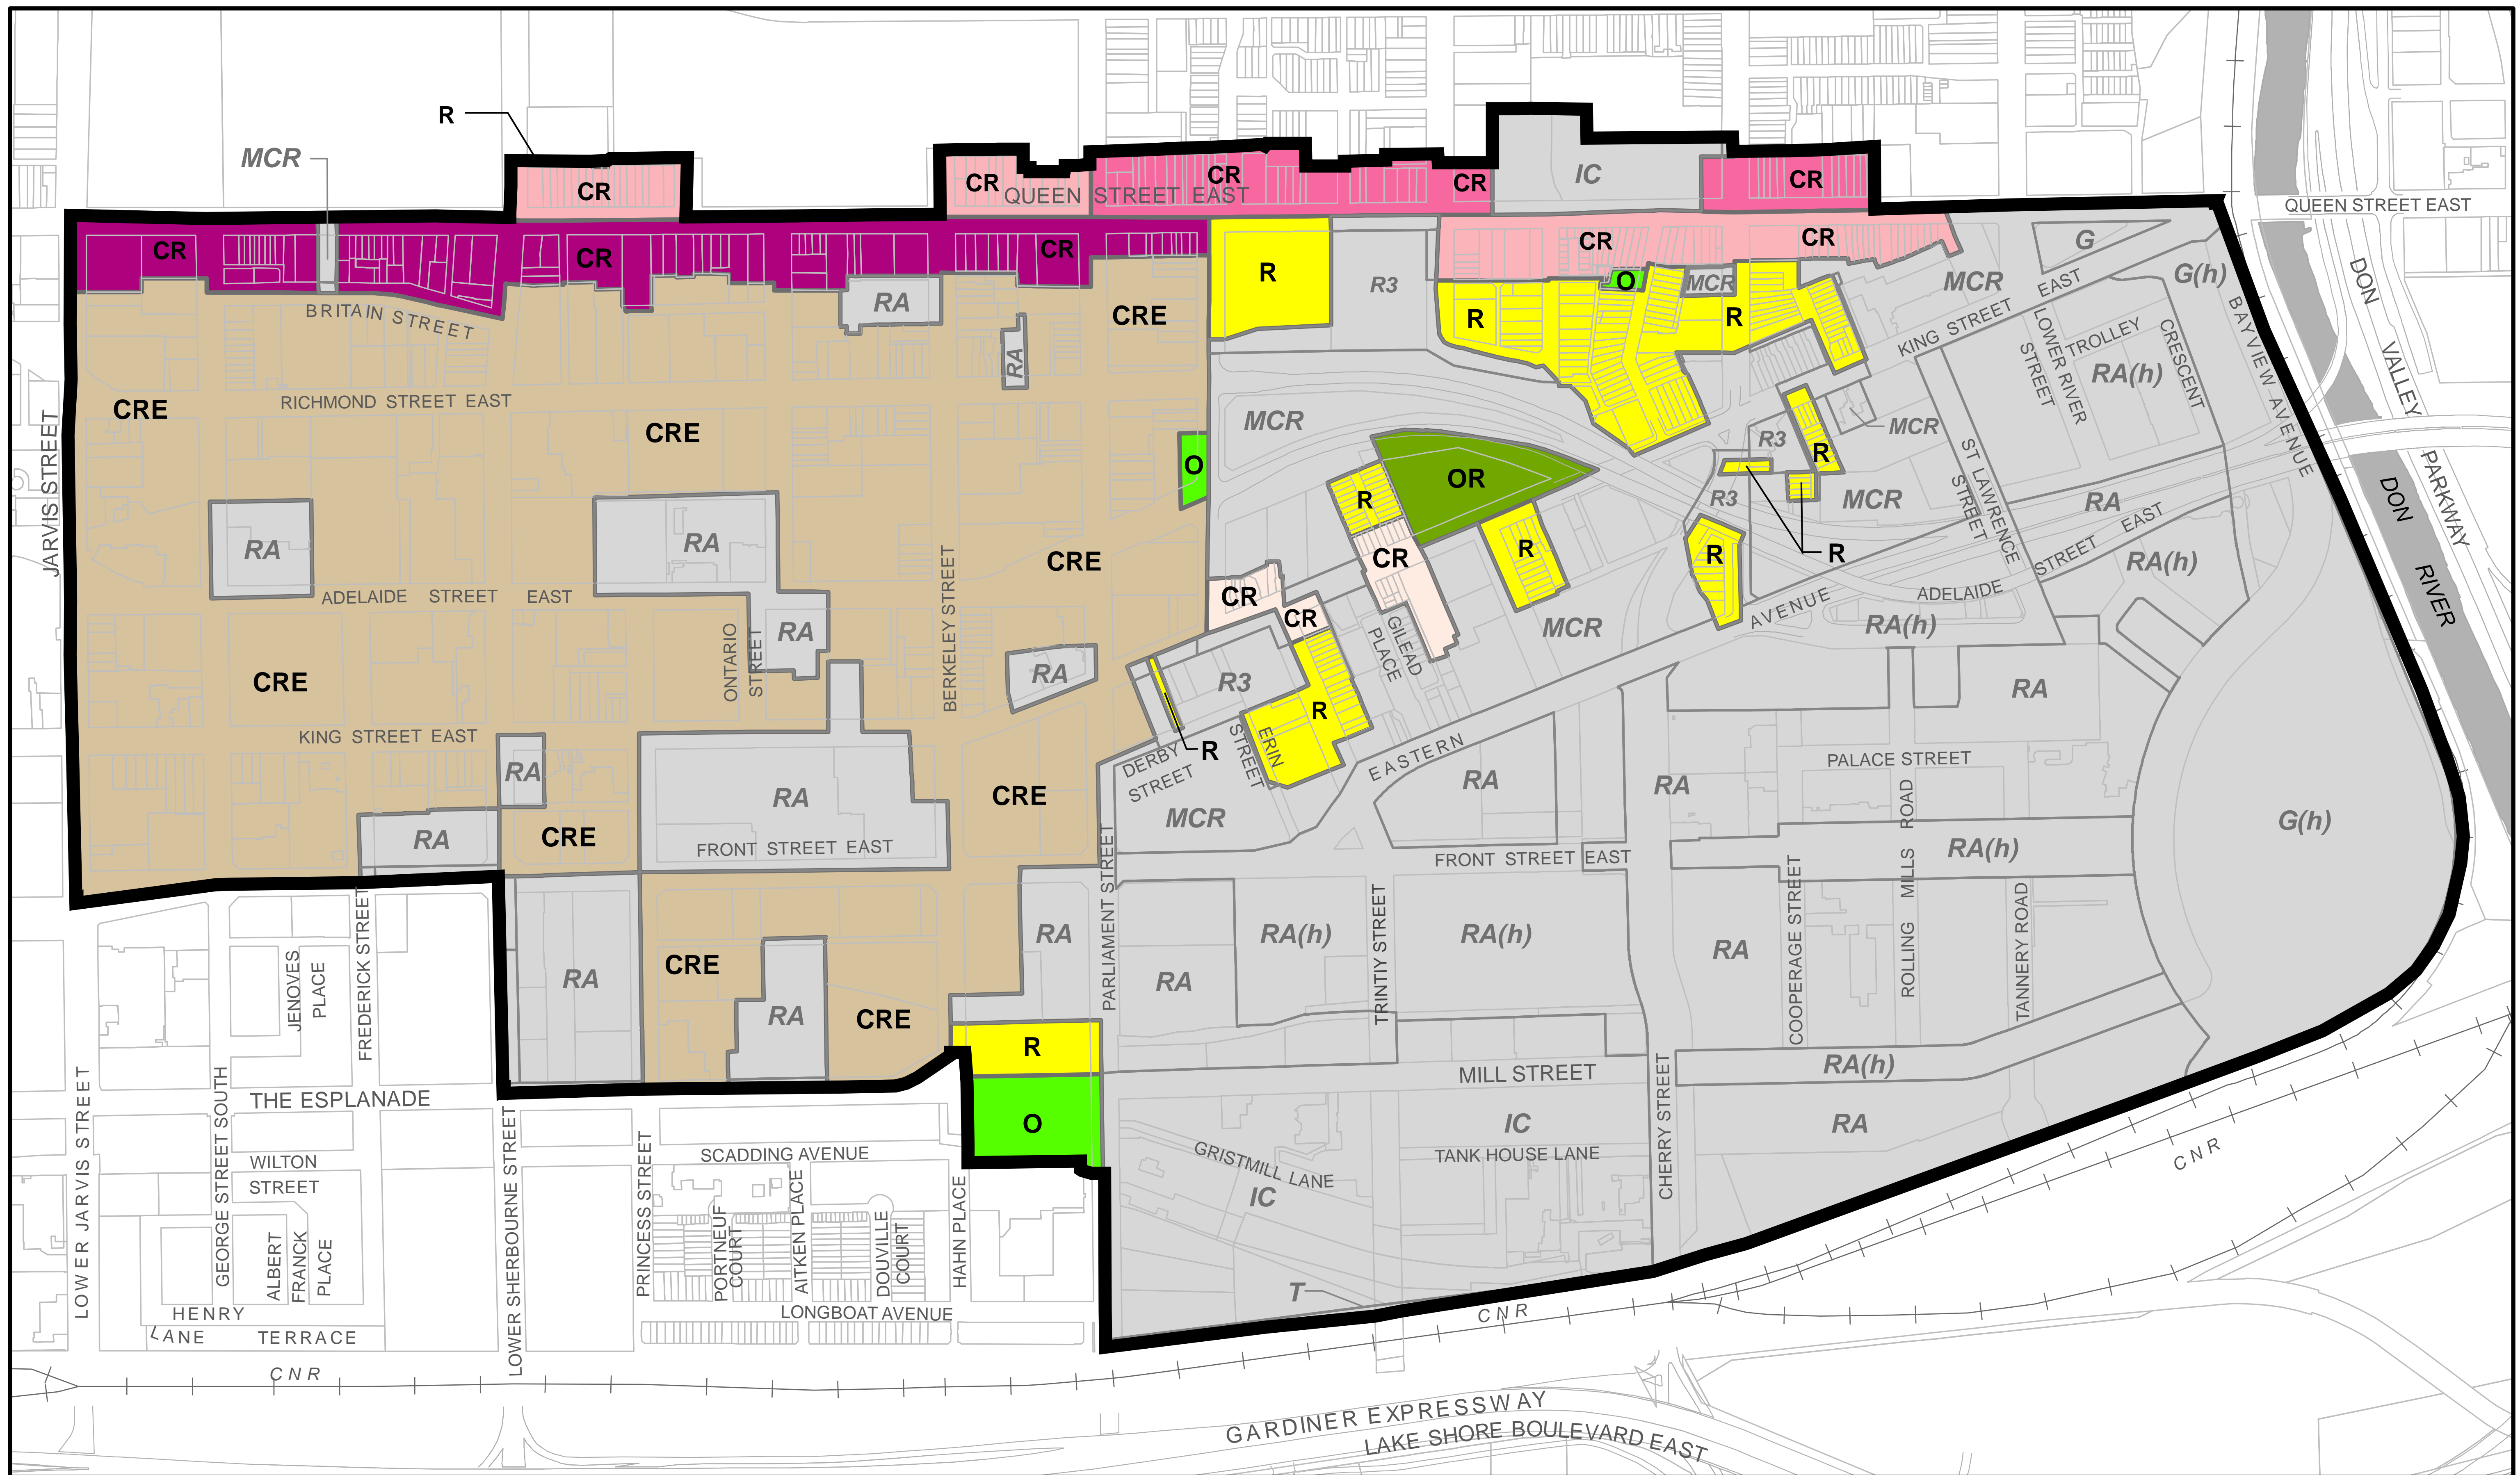 R
MCR
CR
CR
CR
CR
IC
CR
QUEEN STREET EAST
QUEEN STREET EAST
CR
CR
CR
CR
CR
G
R
R3
O
MCR
MCR
G(h)
RA
CRE
R
R
BRITAIN STREET
KING STREET EAST
LOWER RIVER
STREET
TROLLEY
CRESCENT
BAYVIEW AVENUE
DON
VALLEY
PARKWAY
RA
RA(h)
CRE
RICHMOND STREET EAST
CRE
MCR
R3
MCR
R
JARVIS STREET
O
OR
R
R3
MCR
ST LAWRENCE
STREET
RA
DON
RIVER
RA
RA
CRE
CR
R
R
R
STREET EAST
RA(h)
ADELAIDE STREET EAST
BERKELEY STREET
CR
CR
ADELAIDE
AVENUE
RA(h)
MCR
GILEAD
PLACE
RA
ONTARIO
STREET
CRE
RA
R3
R
RA
KING STREET EAST
RA
R
DERBY
STREET
ERIN
STREET
EASTERN
PALACE STREET
RA
CRE
RA
RA
MCR
G(h)
RA
CRE
FRONT STREET EAST
FRONT STREET EAST
RA(h)
PARLIAMENT STREET
TRINTIY STREET
COOPERAGE STREET
ROLLING MILLS ROAD
TANNERY ROAD
RA
RA(h)
RA(h)
RA
CRE
RA
RA
JENOVES
PLACE
FREDERICK STREET
RA
CRE
R
RA(h)
MILL STREET
CHERRY STREET
THE ESPLANADE
LOWER JARVIS STREET
GEORGE STREET SOUTH
LOWER SHERBOURNE STREET
O
IC
RA
WILTON
STREET
SCADDING AVENUE
GRISTMILL LANE
TANK HOUSE LANE
CNR
IC
PRINCESS STREET
PORTNEUF
COURT
AITKEN PLACE
DOUVILLE
COURT
HAHN PLACE
ALBERT
FRANCK
PLACE
T
HENRY
LANE TERRACE
LONGBOAT AVENUE
CNR
CNR
GARDINER EXPRESSWAY
LAKE SHORE BOULEVARD EAST